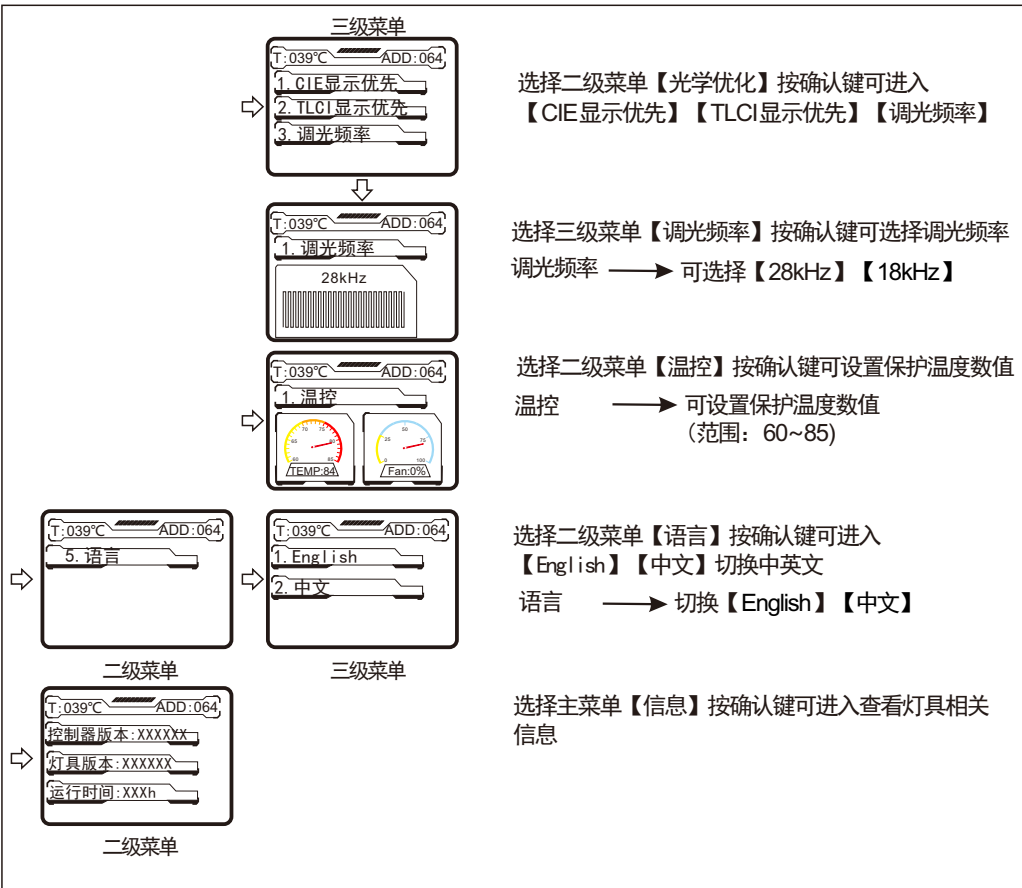 三级菜单
T:039℃ ADD:064
1.CIE显示优先
2.TLCI显示优先
3.调光频率
选择二级菜单【光学优化】按确认键可进入
【CIE显示优先】【TLCI显示优先】【调光频率】
T:039℃ ADD:064
1.调光频率
28kHz
选择三级菜单【调光频率】按确认键可选择调光频率
调光频率 可选择【28kHz】【18kHz】
T:039℃ ADD:064
1.温控
70 75
65 80
60 85
TEMP:84
50
25 75
0 100
Fan:0%
选择二级菜单【温控】按确认键可设置保护温度数值
温控 可设置保护温度数值
(范围：60~85)
T:039℃ ADD:064
5.语言
二级菜单
T:039℃ ADD:064
1.English
2.中文
三级菜单
选择二级菜单【语言】按确认键可进入
【English】【中文】切换中英文
语言 切换【English】【中文】
T:039℃ ADD:064
控制器版本:XXXXXX
灯具版本:XXXXXX
运行时间:XXXh
二级菜单
选择主菜单【信息】按确认键可进入查看灯具相关
信息